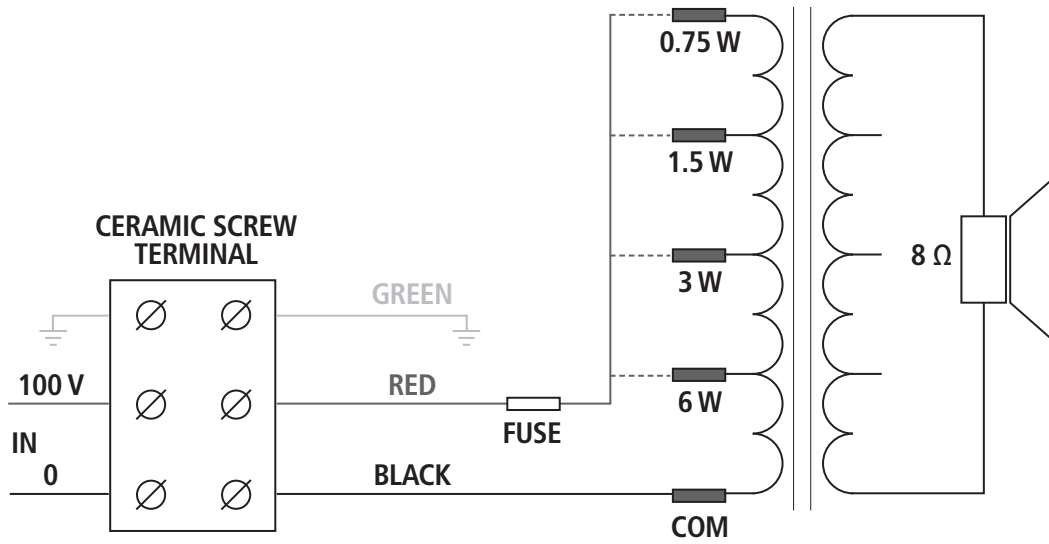 0.75 W
1.5 W
CERAMIC SCREW
TERMINAL
8 Ω
3 W
GREEN
100 V
RED
6 W
FUSE
IN
0
BLACK
COM